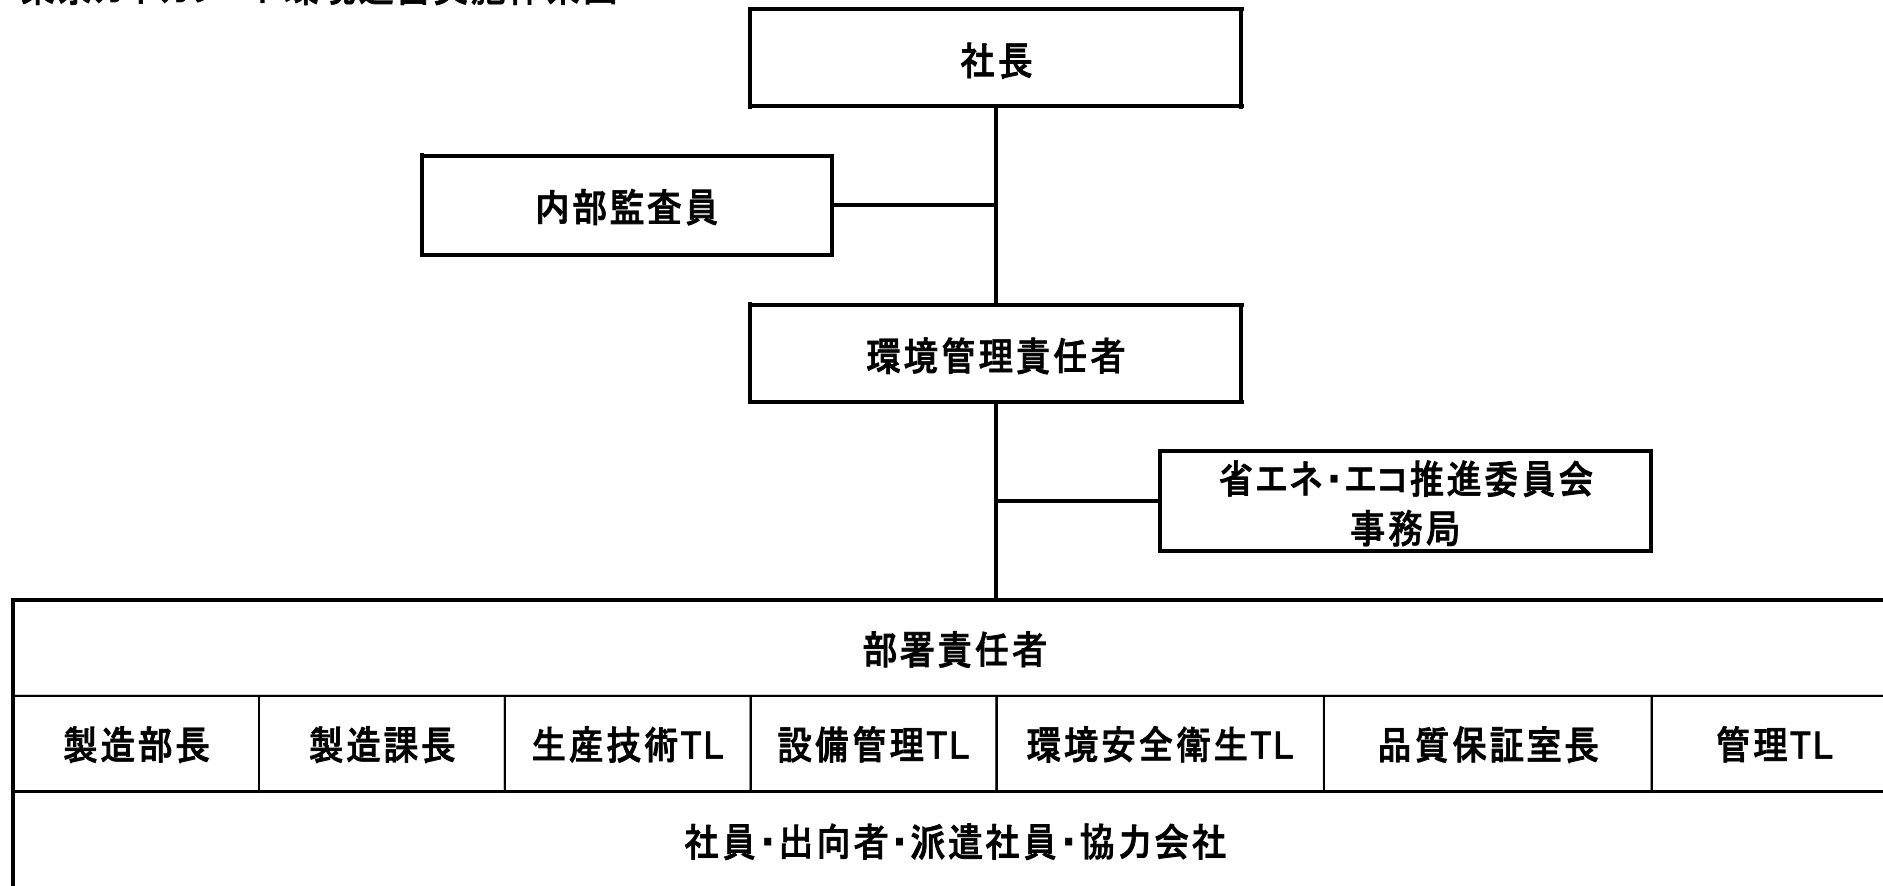 社長
内部監査員
環境管理責任者
省エネ・エコ推進委員会
事務局
部署責任者
製造部長 製造課長 生産技術TL 設備管理TL 環境安全衛生TL 品質保証室長 管理TL
社員・出向者・派遣社員・協力会社